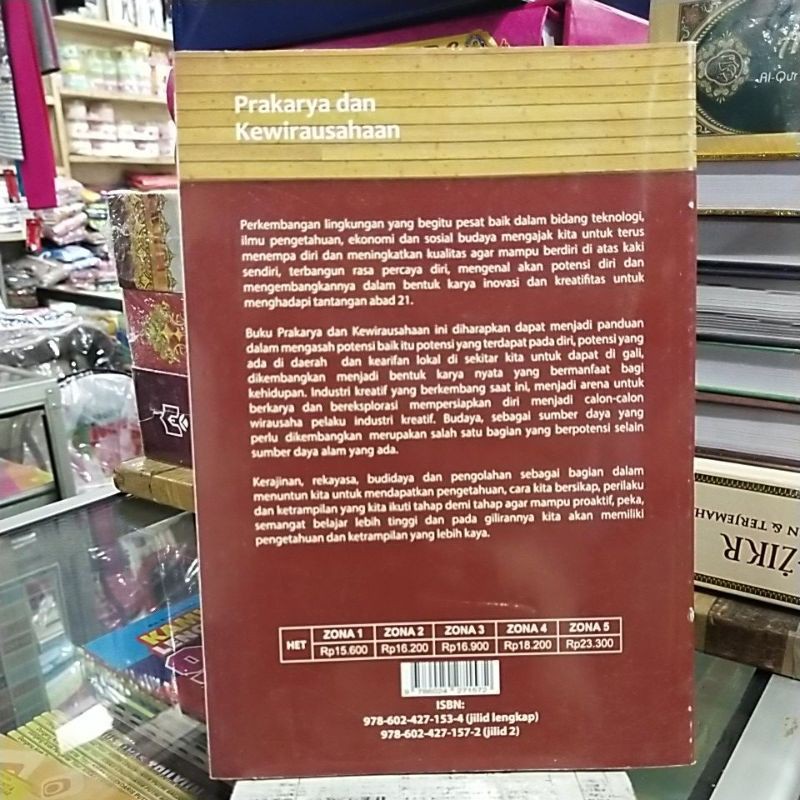 Prakarya dan
Kewirausahaan
Perkembangan lingkungan yang begitu pesat baik dalam bidang teknologi,
ilmu pengetahuan, ekonomi dan sosial budaya mengajak kita untuk terus
menempa diri dan meningkatkan kualitas agar mampu berdiri di atas kaki
sendiri, terbangun rasa percaya diri, mengenal akan potensi diri dan
mengembangkannya dalam bentuk karya inovasi dan kreatifitas untuk
menghadapi tantangan abad 21.
Buku Prakarya dan Kewirausahaan ini diharapkan dapat menjadi panduan
dalam mengasah potensi baik itu potensi yang terdapat pada diri, potensi yang
ada di daerah dan kearifan lokal di sekitar kita untuk dapat di gali,
dikembangkan menjadi bentuk karya nyata yang bermanfaat bagi
kehidupan. Industri kreatif yang berkembang saat ini, menjadi arena untuk
berkarya dan bereksplorasi mempersiapkan diri menjadi calon-calon
wirausaha pelaku industri kreatif. Budaya, sebagai sumber daya yang
perlu dikembangkan merupakan salah satu bagian yang berpotensi selain
sumber daya alam yang ada.
Kerajinan, rekayasa, budidaya dan pengolahan sebagai bagian dalam
menuntun kita untuk mendapatkan pengetahuan, cara kita bersikap, perilaku
dan ketrampilan yang kita ikuti tahap demi tahap agar mampu proaktif, peka,
semangat belajar lebih tinggi dan pada gilirannya kita akan memiliki
pengetahuan dan ketrampilan yang lebih kaya.
HET ZONA 1 ZONA 2 ZONA 3 ZONA 4 ZONA 5
Rp15.600 Rp16.200 Rp16.900 Rp18.200 Rp23.300
9 786024 271572
ISBN:
978-602-427-153-4 (jilid lengkap)
978-602-427-157-2 (jilid 2)
Al-Qur
N & TERJEMAH
ŻIKR